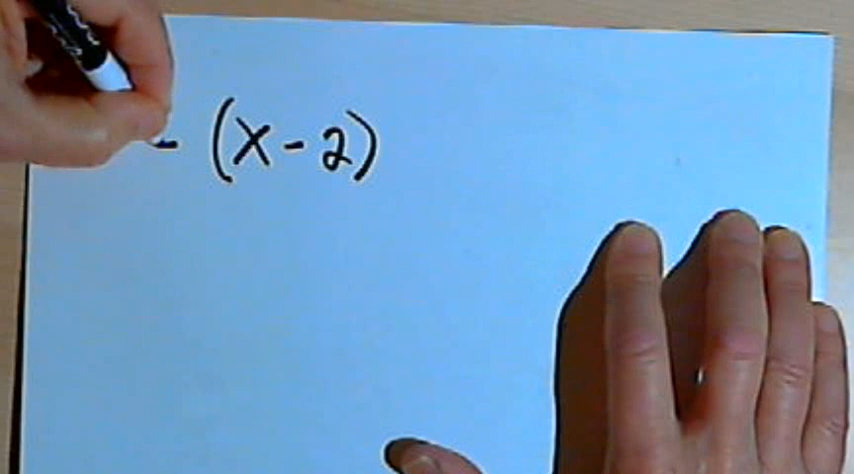 - (x - 2)